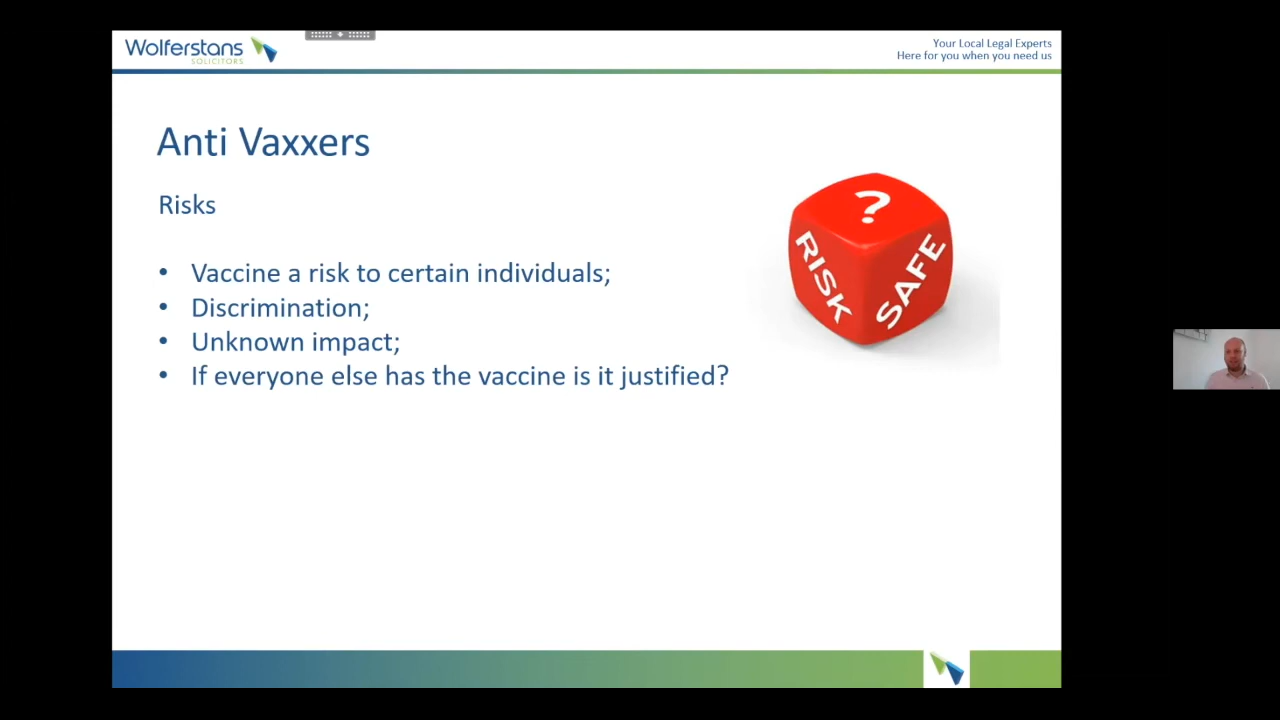 Wolferstans
SOLICITORS
Your Local Legal Experts
Here for you when you need us
Anti Vaxxers
Risks
• Vaccine a risk to certain individuals;
• Discrimination;
• Unknown impact;
• If everyone else has the vaccine is it justified?
?
RISK
SAFE